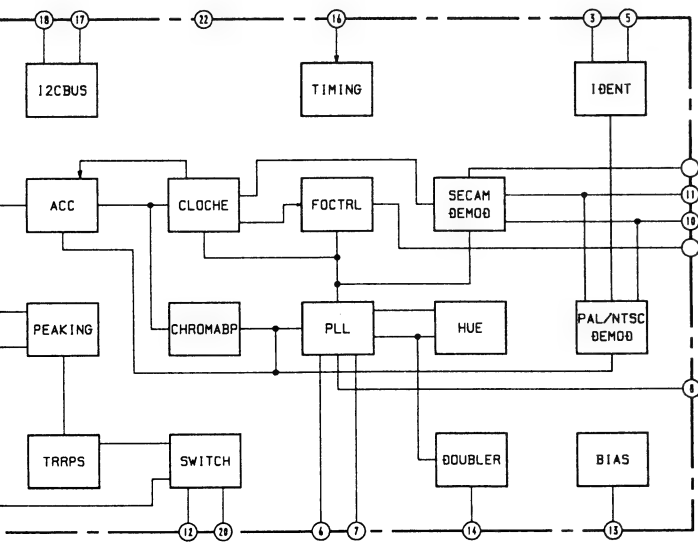 18 17 22 16 3 5
I2CBUS TIMING IDENT
ACC CLOCHE FOCTRL SECAM DEMOD
11
10
PEAKING CHROMABP PLL HUE PAL/NTSC DEMOD
8
TRRPS SWITCH DOUBLER BIAS
12 20 6 7 14 13